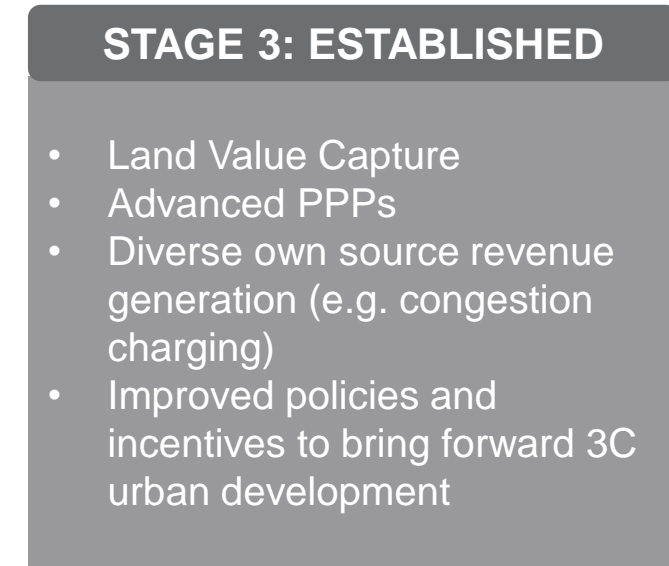 STAGE 3: ESTABLISHED
• Land Value Capture
• Advanced PPPs
• Diverse own source revenue
generation (e.g. congestion
charging)
• Improved policies and
incentives to bring forward 3C
urban development